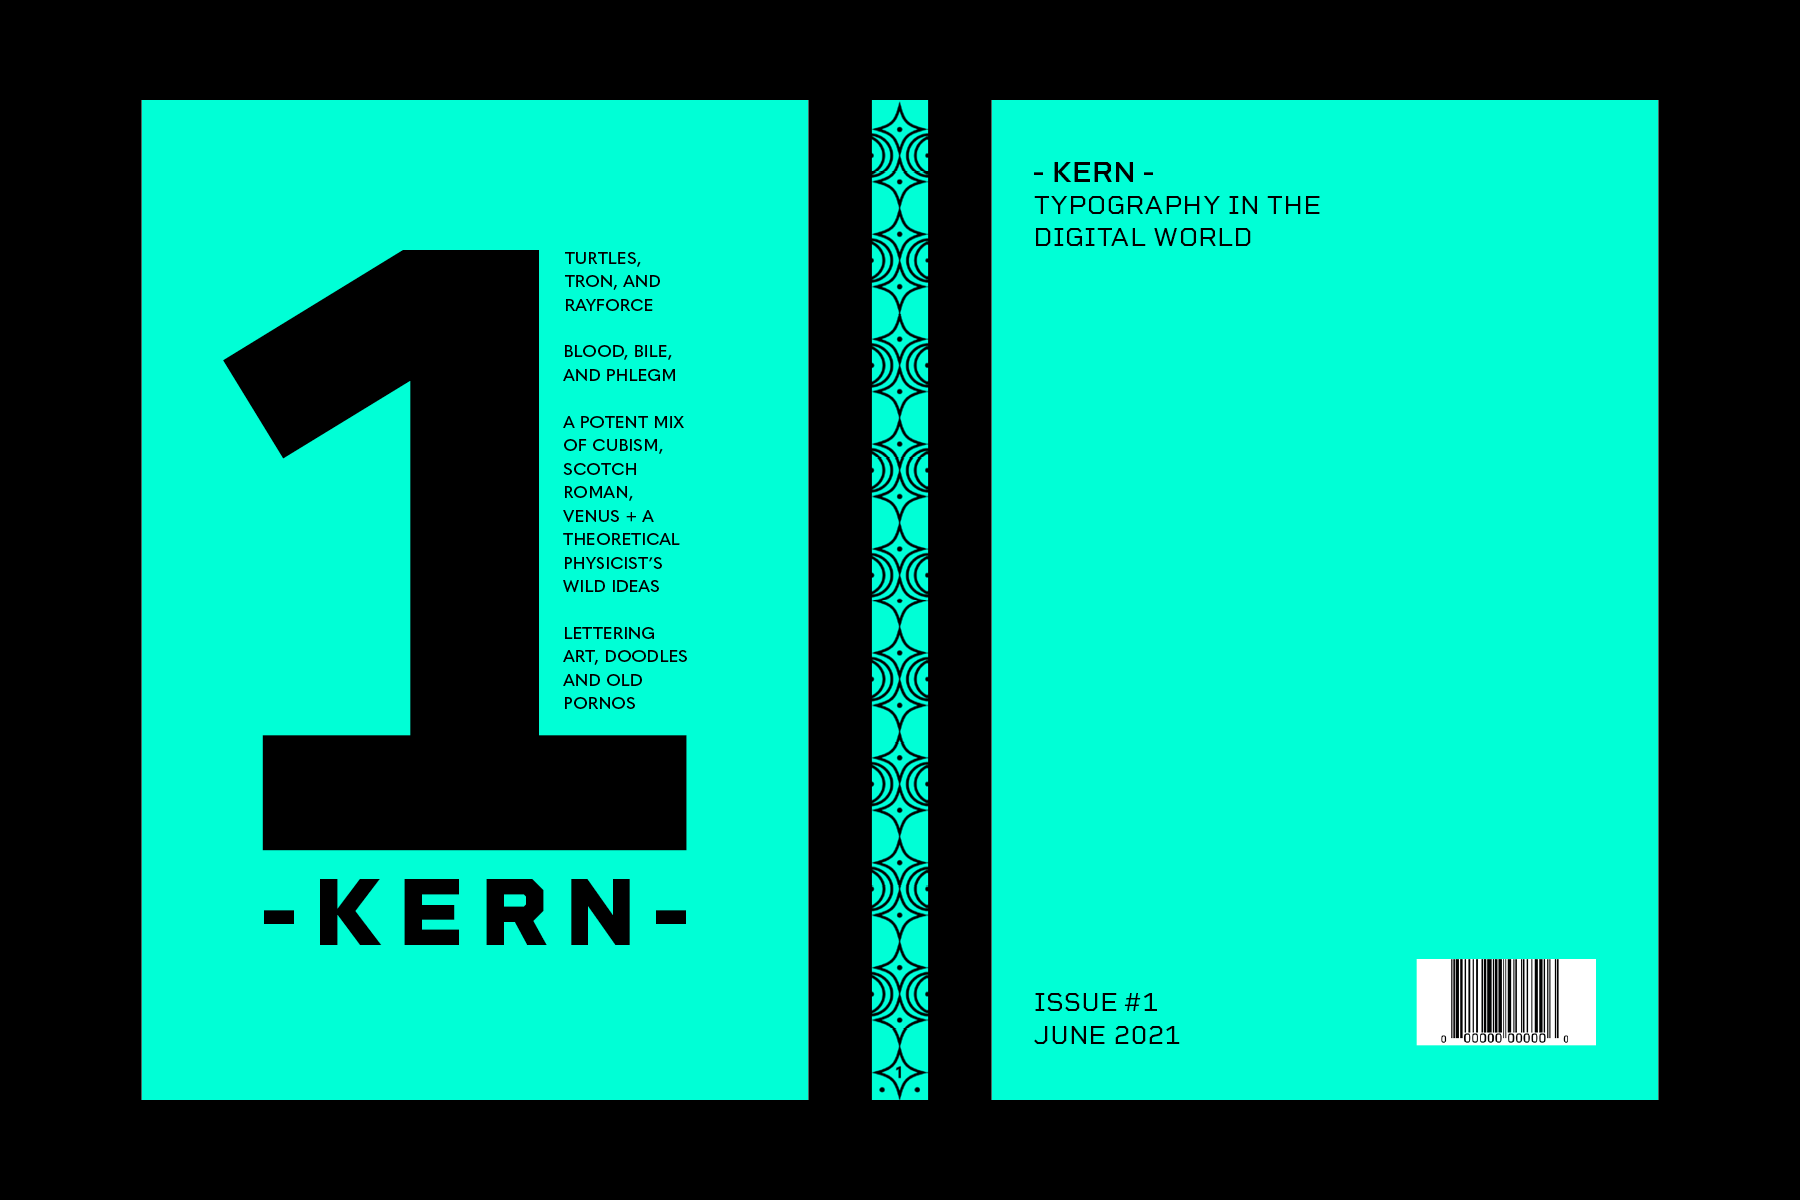 1
TURTLES,
TRON, AND
RAYFORCE
BLOOD, BILE,
AND PHLEGM
A POTENT MIX
OF CUBISM,
SCOTCH
ROMAN,
VENUS + A
THEORETICAL
PHYSICIST'S
WILD IDEAS
LETTERING
ART, DOODLES
AND OLD
PORNOS
-KERN-
1
- KERN -
TYPOGRAPHY IN THE
DIGITAL WORLD
ISSUE #1
JUNE 2021
0 00000 00000 0